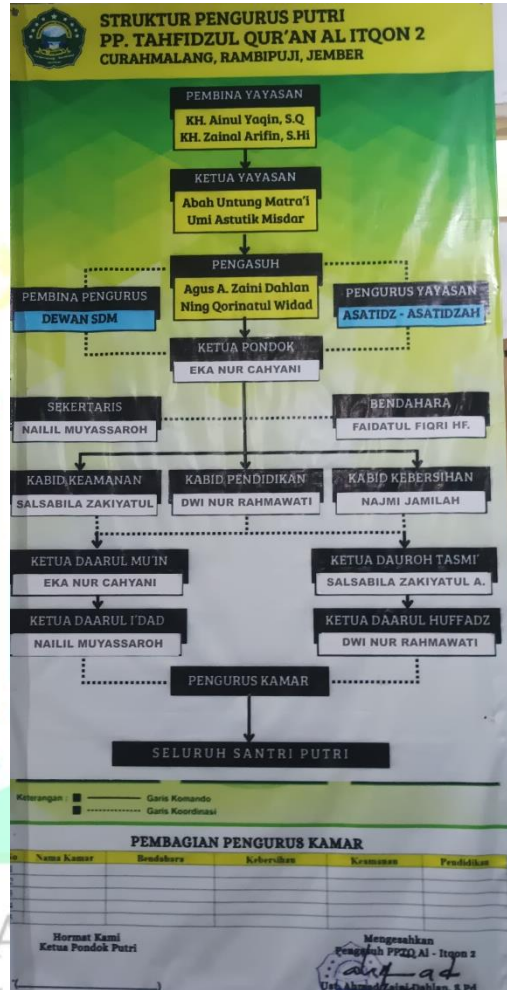 STRUKTUR PENGURUS PUTRI
PP. TAHFIDZUL QUR'AN AL ITQON 2
CURAHMALANG, RAMBIPUJI, JEMBER
PEMBINA YAYASAN
KH. Ainul Yaqin, S.Q
KH. Zainal Arifin, S.Hi
KETUA YAYASAN
Abah Untung Matra'i
Umi Astutik Misdar
PENGASUH
Agus A. Zaini Dahlan
Ning Qorinatul Widad
PEMBINA PENGURUS
DEWAN SDM
PENGURUS YAYASAN
ASATIDZ - ASATIDZAH
KETUA PONDOK
EKA NUR CAHYANI
SEKERTARIS
NAILIL MUYASSAROH
BENDAHARA
FAIDATUL FIQRI HF.
KABID KEAMANAN
SALSABILA ZAKIYATUL
KABID PENDIDIKAN
DWI NUR RAHMAWATI
KABID KEBERSIHAN
NAJMI JAMILAH
KETUA DAARUL MU'IN
EKA NUR CAHYANI
KETUA DAUROH TASMI'
SALSABILA ZAKIYATUL A.
KETUA DAARUL I'DAD
NAILIL MUYASSAROH
KETUA DAARUL HUFFADZ
DWI NUR RAHMAWATI
PENGURUS KAMAR
SELURUH SANTRI PUTRI
Keterangan :
Garis Komando
Garis Koordinasi
PEMBAGIAN PENGURUS KAMAR
Nama Kamar Bendahara Kebersihan Keamanan Pendidikan
Hormat Kami
Ketua Pondok Putri
Mengesahkan
Pengasuh PPTQ Al - Itqon 2
Ust. Ahmad Zaini Dahlan, S.Pd